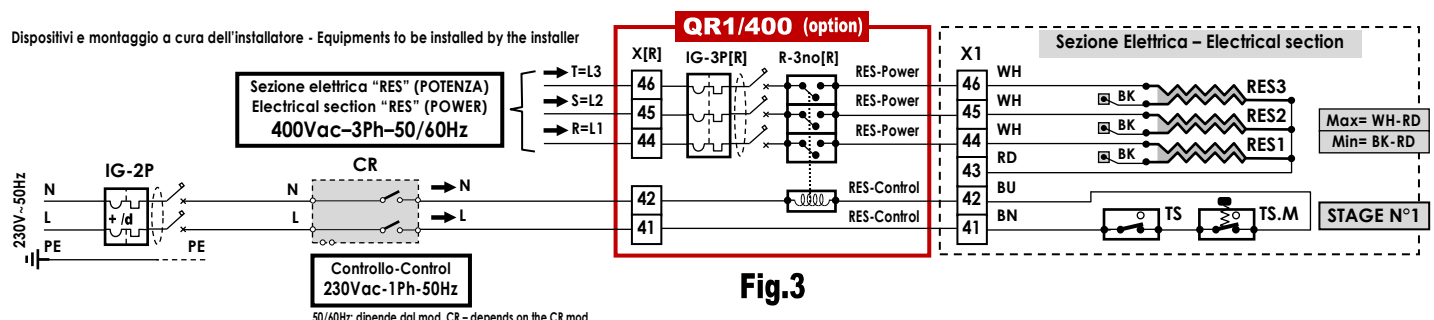 Dispositivi e montaggio a cura dell'installatore - Equipments to be installed by the installer
QR1/400 (option)
Sezione Elettrica – Electrical section
X[R]
IG-3P[R]
R-3no[R]
X1
Sezione elettrica "RES" (POTENZA)
Electrical section "RES" (POWER)
400Vac–3Ph–50/60Hz
T=L3
46
RES-Power
46
WH
RES3
S=L2
WH
BK
45
RES-Power
45
RES2
Max= WH-RD
R=L1
WH
BK
Min= BK-RD
44
RES-Power
44
RES1
RD
BK
43
IG-2P
CR
230V~50Hz
N
N
N
42
RES-Control
42
BU
L
+ /d
L
L
41
RES-Control
41
BN
TS
TS.M
STAGE N°1
PE
PE
Controllo-Control
230Vac-1Ph-50Hz
Fig.3
50/60Hz: dipende dal mod. CR – depends on the CR mod.